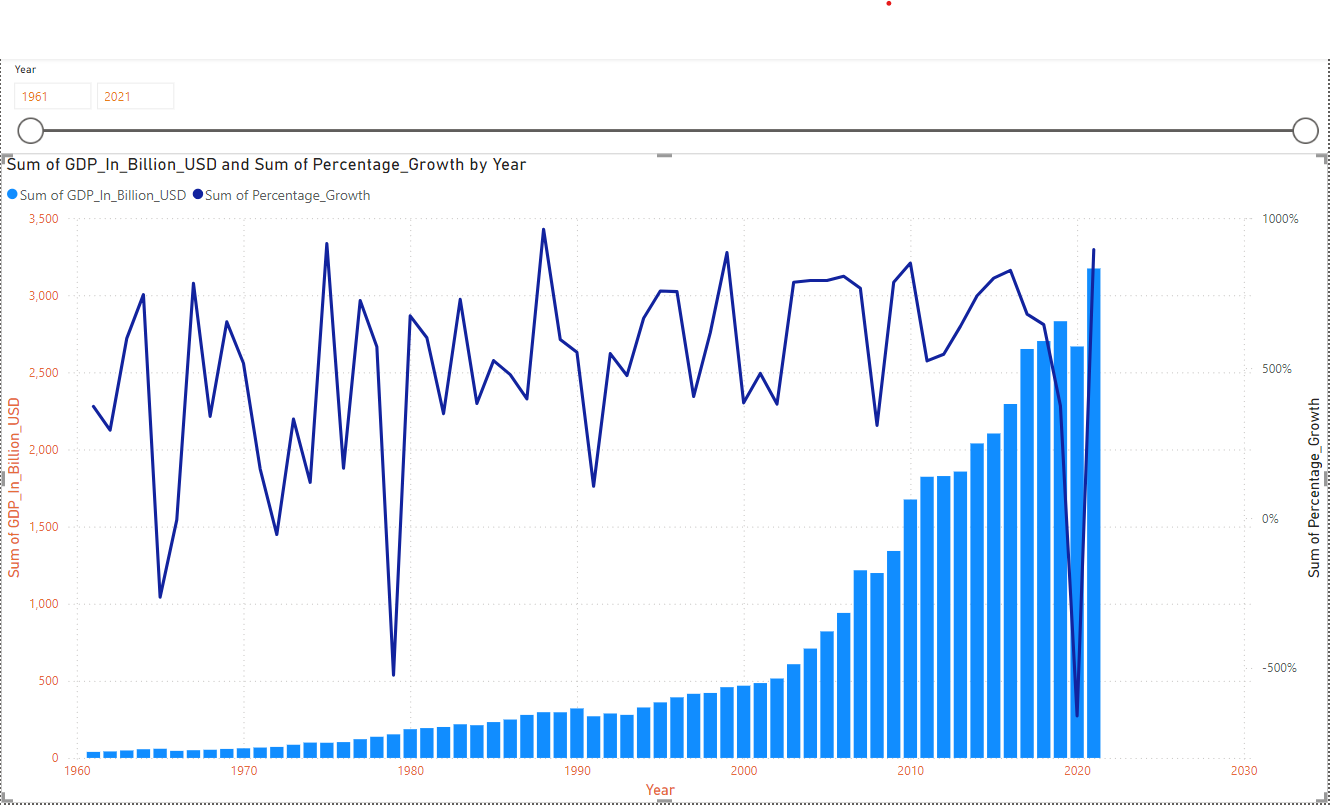 Year
1961 2021
Sum of GDP_In_Billion_USD and Sum of Percentage_Growth by Year
Sum of GDP_In_Billion_USD Sum of Percentage_Growth
3,500 1000%
3,000
2,500 500%
2,000
1,500 0%
1,000
500 -500%
0
Sum of GDP_In_Billion_USD
Sum of Percentage_Growth
1960 1970 1980 1990 2000 2010 2020 2030
Year